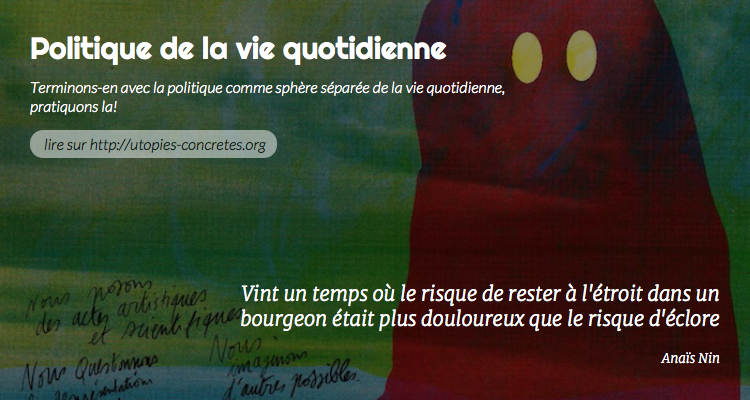 Politique de la vie quotidienne
Terminons-en avec la politique comme sphère séparée de la vie quotidienne,
pratiquons la!
lire sur http://utopies-concretes.org
Vint un temps où le risque de rester à l'étroit dans un
bourgeon était plus douloureux que le risque d'éclore
Anaïs Nin
Nous posons
des actes artistiques
et scientifiques
Nous Questionnons
représentations
Nous
imaginons
d'autres possibles.